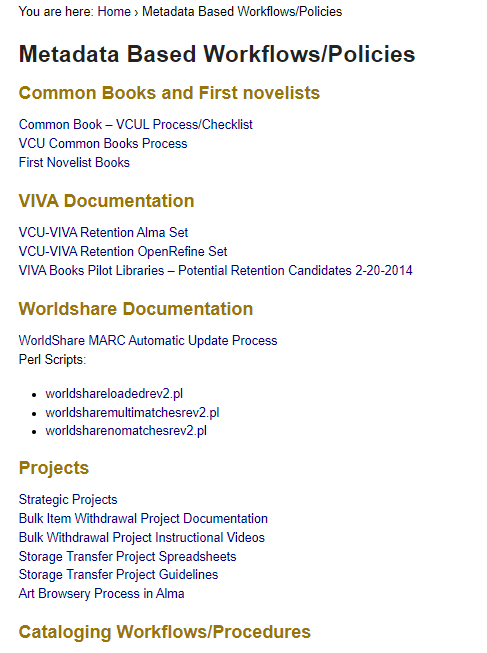 You are here: Home › Metadata Based Workflows/Policies
Metadata Based Workflows/Policies
Common Books and First novelists
Common Book – VCUL Process/Checklist
VCU Common Books Process
First Novelist Books
VIVA Documentation
VCU-VIVA Retention Alma Set
VCU-VIVA Retention OpenRefine Set
VIVA Books Pilot Libraries – Potential Retention Candidates 2-20-2014
Worldshare Documentation
WorldShare MARC Automatic Update Process
Perl Scripts:
• worldshareloadedrev2.pl
• worldsharemultimatchesrev2.pl
• worldsharenomatchesrev2.pl
Projects
Strategic Projects
Bulk Item Withdrawal Project Documentation
Bulk Withdrawal Project Instructional Videos
Storage Transfer Project Spreadsheets
Storage Transfer Project Guidelines
Art Browsery Process in Alma
Cataloging Workflows/Procedures